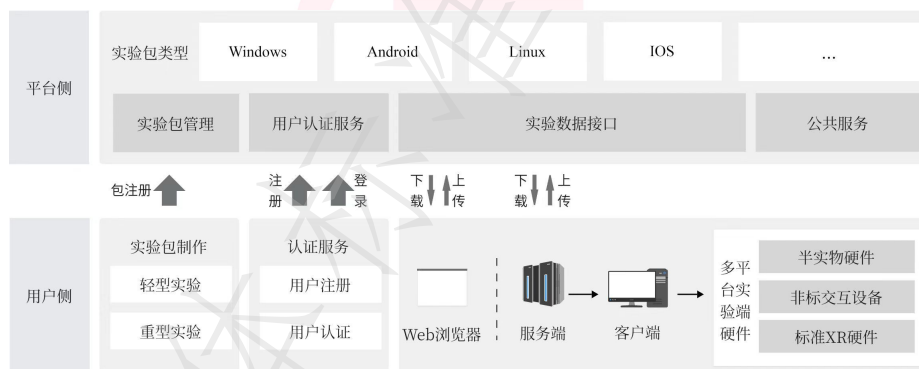 平台侧
实验包类型
Windows
Android
Linux
IOS
...
实验包管理
用户认证服务
实验数据接口
公共服务
包注册
注册
登录
下载
上传
下载
上传
用户侧
实验包制作
轻型实验
重型实验
认证服务
用户注册
用户认证
Web浏览器
服务端
客户端
多平
台实
验端
硬件
半实物硬件
非标交互设备
标准XR硬件